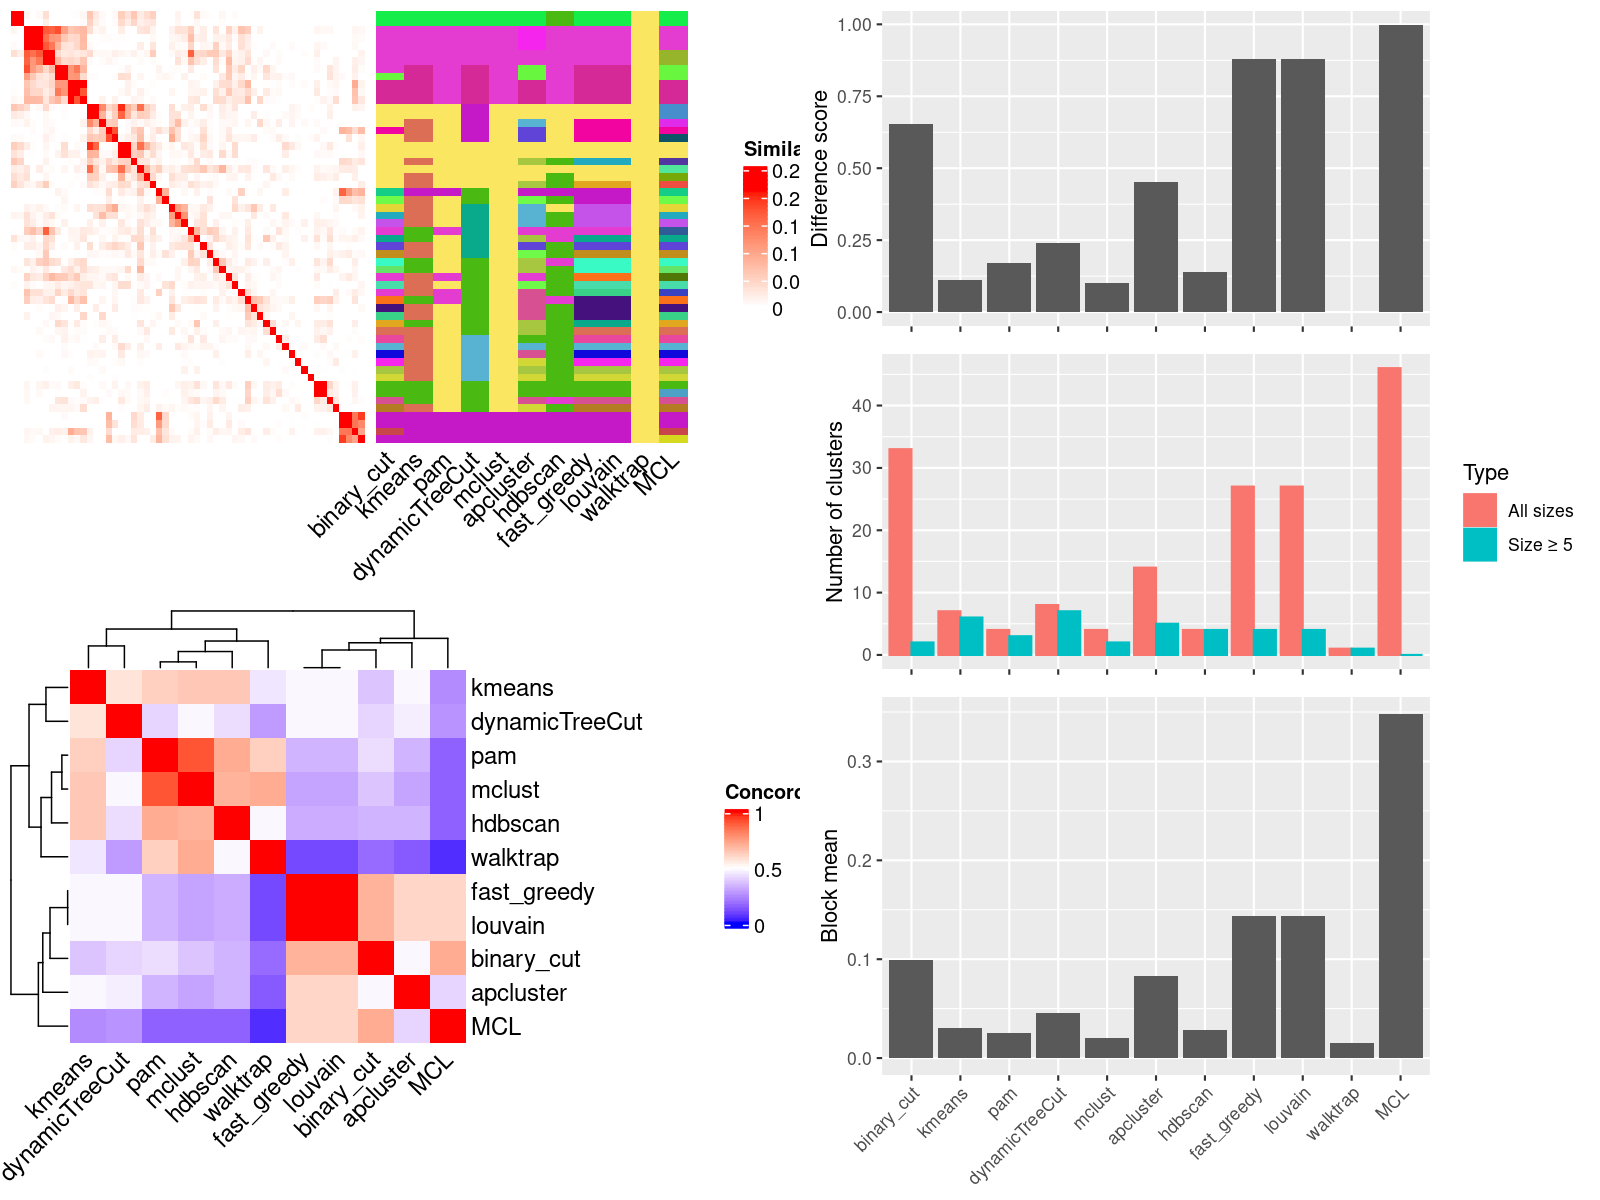 Simila
0.2
0.2
0.1
0.1
0.0
0
binary_cut
kmeans
pam
dynamicTreeCut
mclust
apcluster
hdbscan
fast_greedy
louvain
walktrap
MCL
Difference score
1.00
0.75
0.50
0.25
0.00
Number of clusters
40
30
20
10
0
Type
All sizes
Size ≥ 5
kmeans
dynamicTreeCut
pam
mclust
hdbscan
walktrap
fast_greedy
louvain
binary_cut
apcluster
MCL
kmeans
dynamicTreeCut
pam
mclust
hdbscan
walktrap
fast_greedy
louvain
binary_cut
apcluster
MCL
Concord
1
0.5
0
Block mean
0.3
0.2
0.1
0.0
binary_cut
kmeans
pam
dynamicTreeCut
mclust
apcluster
hdbscan
fast_greedy
louvain
walktrap
MCL